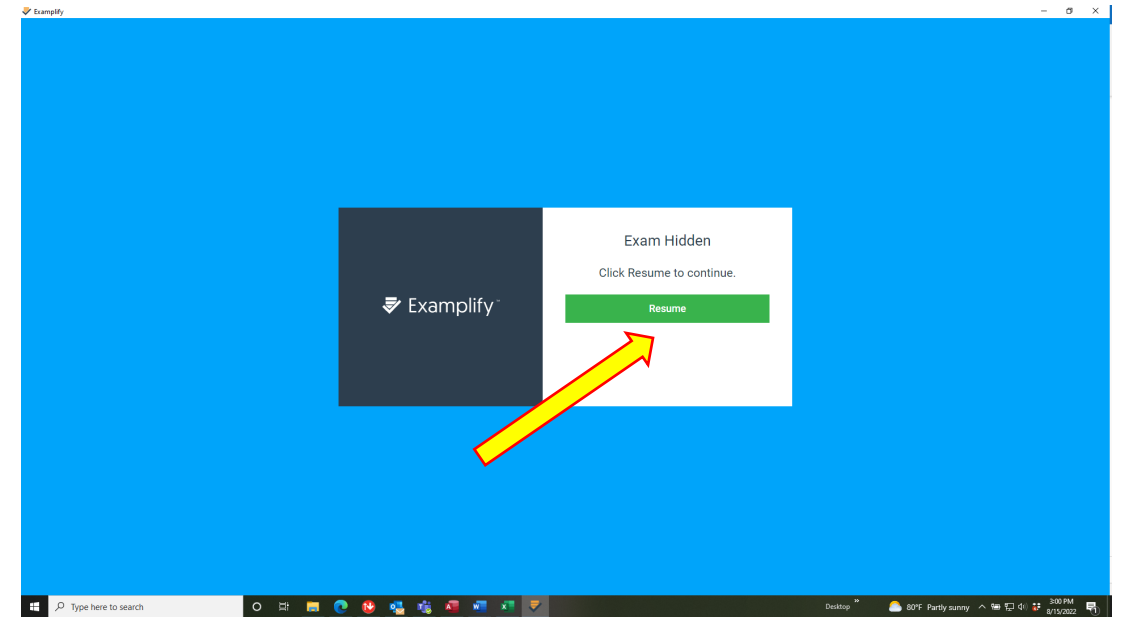 Examplify
Exam Hidden
Click Resume to continue.
Examplify™
Resume
Type here to search
Desktop
80°F Partly sunny
3:00 PM
8/15/2022